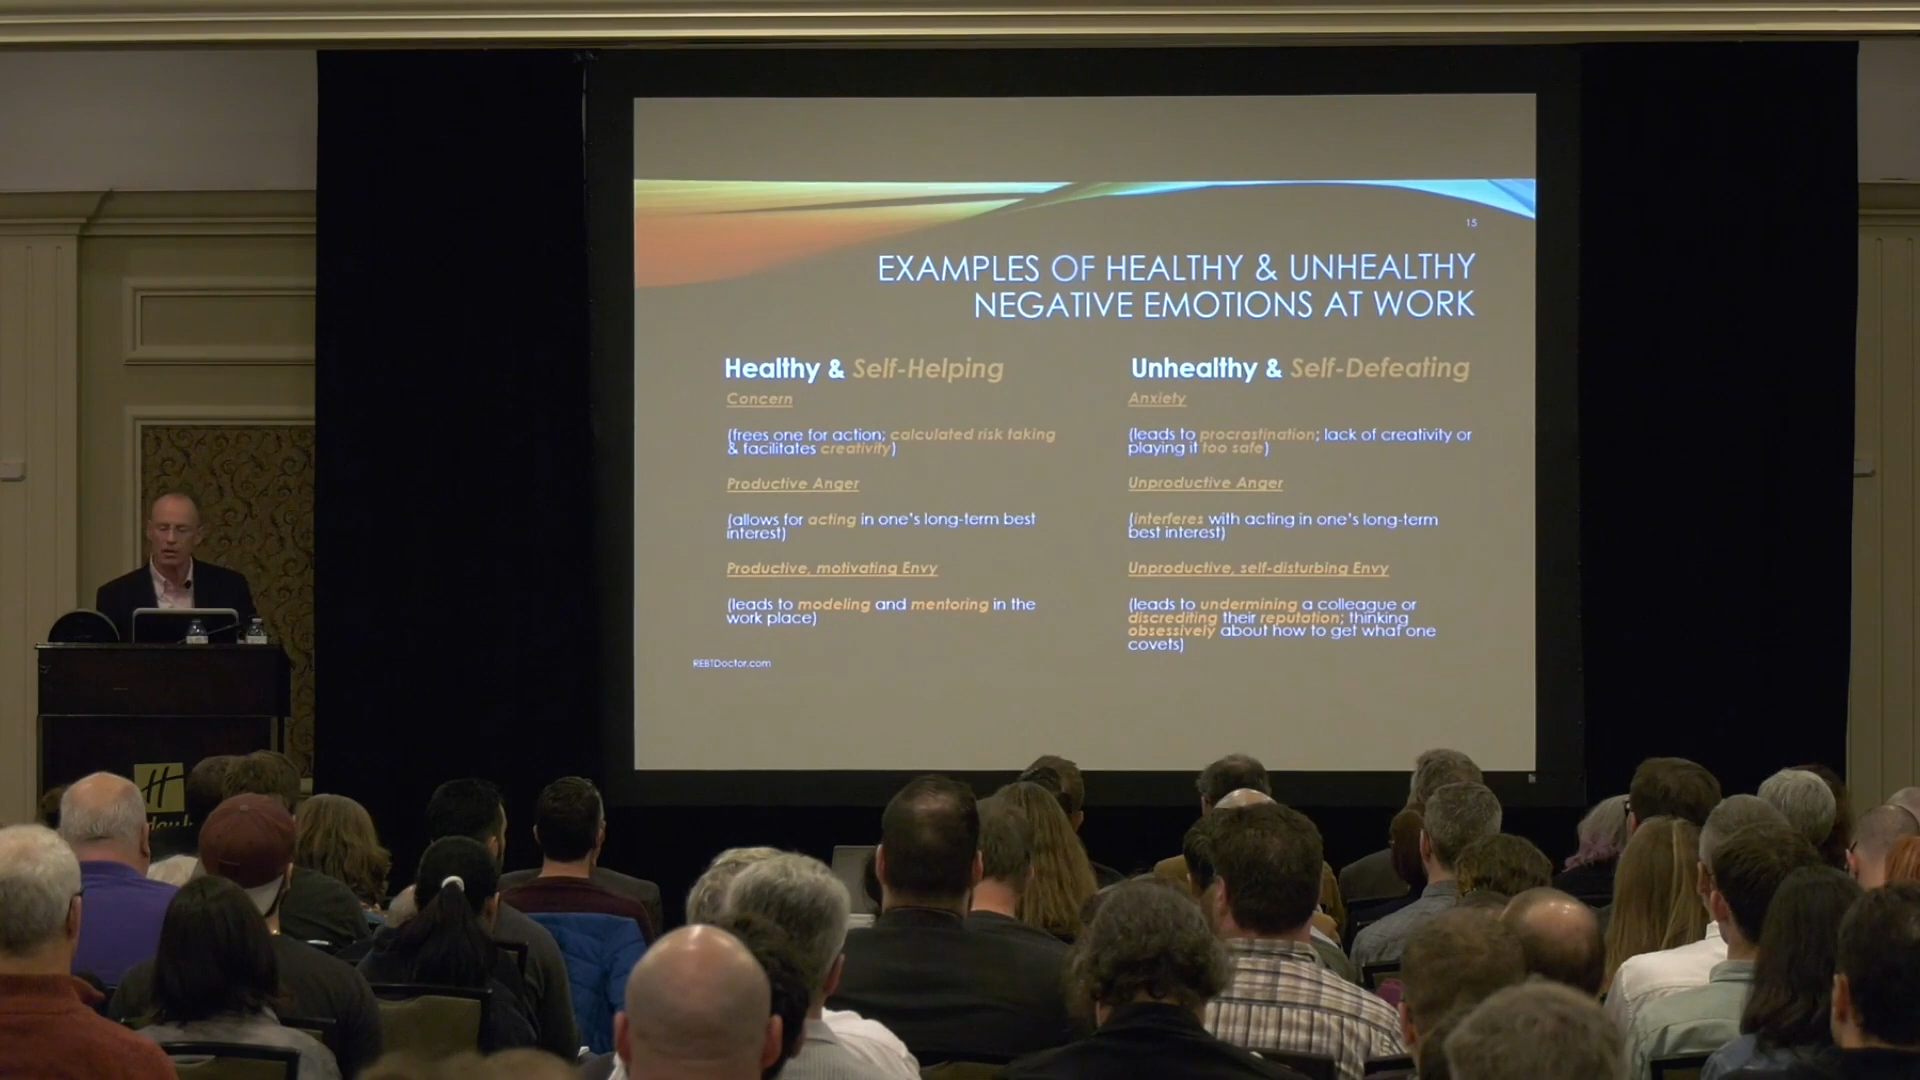 15
EXAMPLES OF HEALTHY & UNHEALTHY
NEGATIVE EMOTIONS AT WORK
Healthy & Self-Helping
Concern
(frees one for action; calculated risk taking
& facilitates creativity)
Productive Anger
(allows for acting in one's long-term best
interest)
Productive, motivating Envy
(leads to modeling and mentoring in the
work place)
Unhealthy & Self-Defeating
Anxiety
(leads to procrastination; lack of creativity or
playing it too safe)
Unproductive Anger
(interferes with acting in one's long-term
best interest)
Unproductive, self-disturbing Envy
(leads to undermining a colleague or
discrediting their reputation; thinking
obsessively about how to get what one
covets)
REBTDoctor.com
H